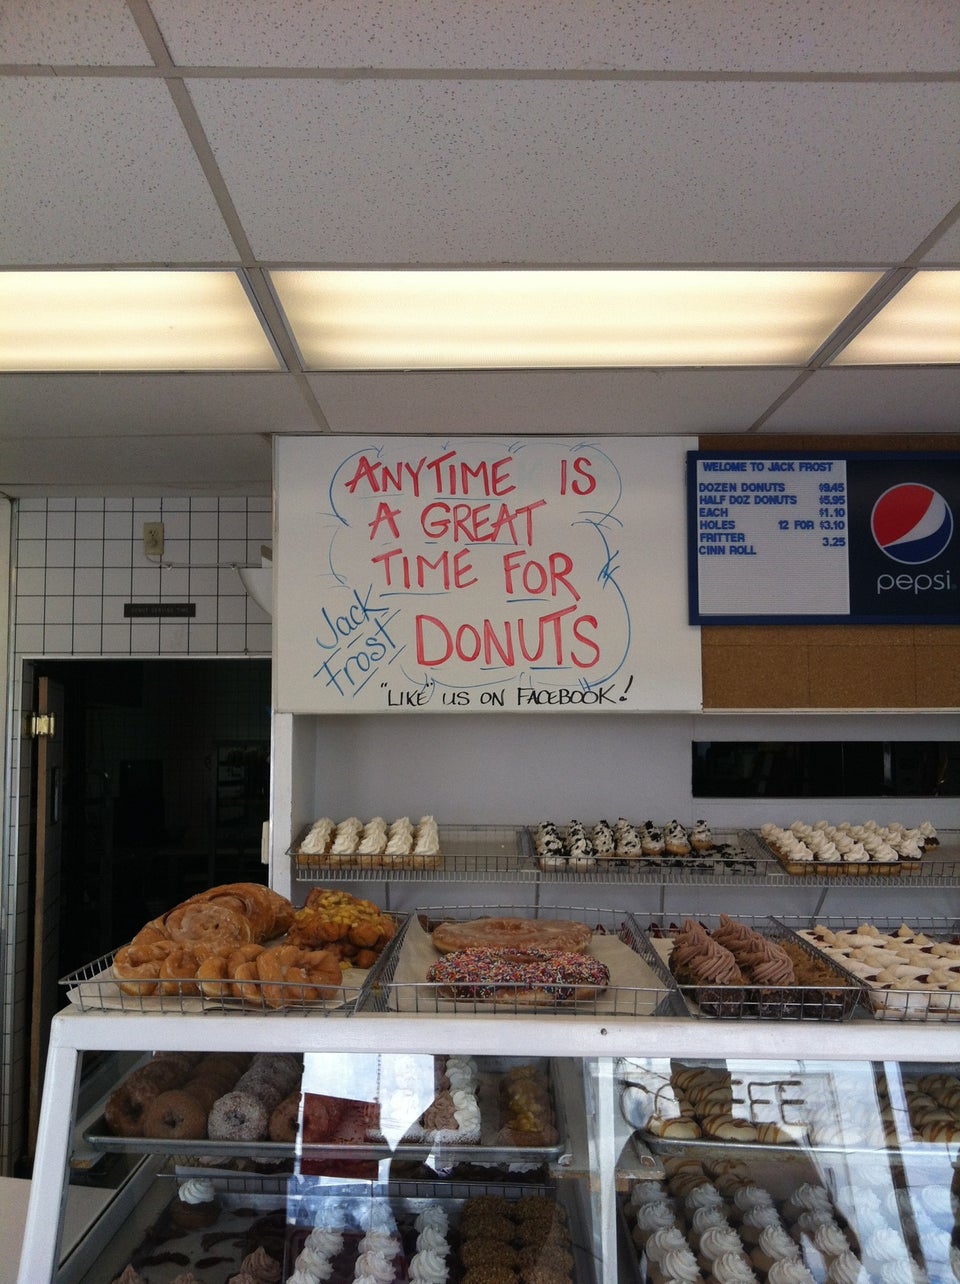 ANYTIME IS
A GREAT
TIME FOR
DONUTS
Jack
Frost
"LIKE" US ON FACEBOOK!
WELOME TO JACK FROST
DOZEN DONUTS $9.45
HALF DOZ DONUTS $5.95
EACH $1.10
HOLES 12 FOR $3.10
FRITTER 3.25
CINN ROLL
pepsi